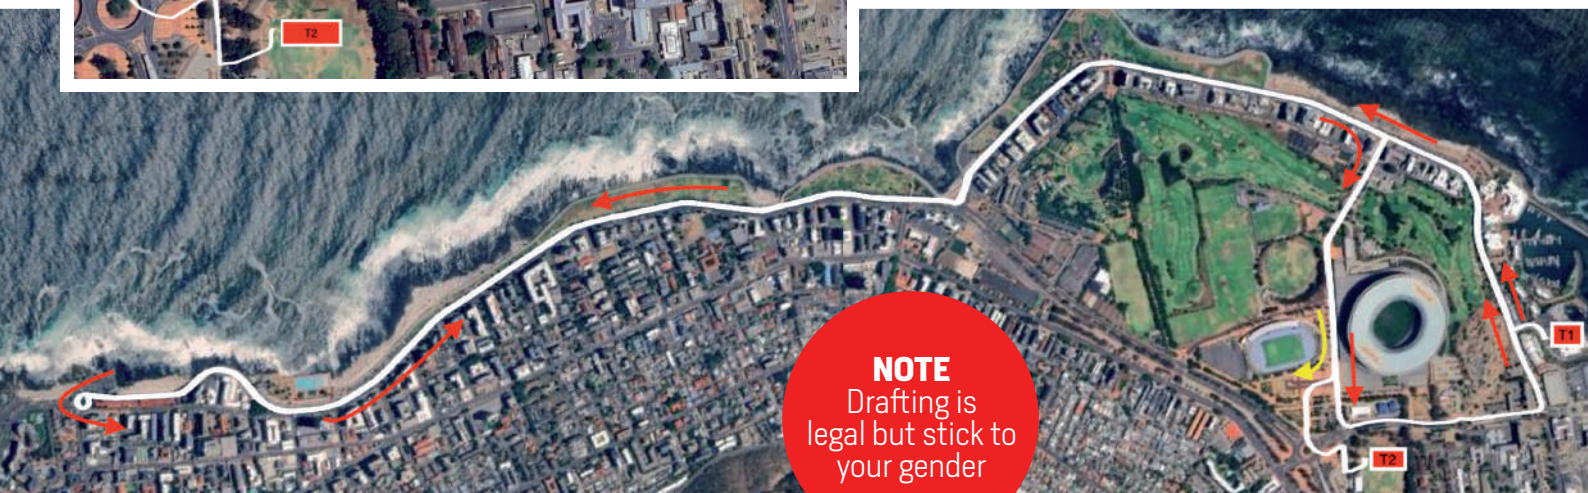 T2
T1
NOTE
Drafting is
legal but stick to
your gender
T2